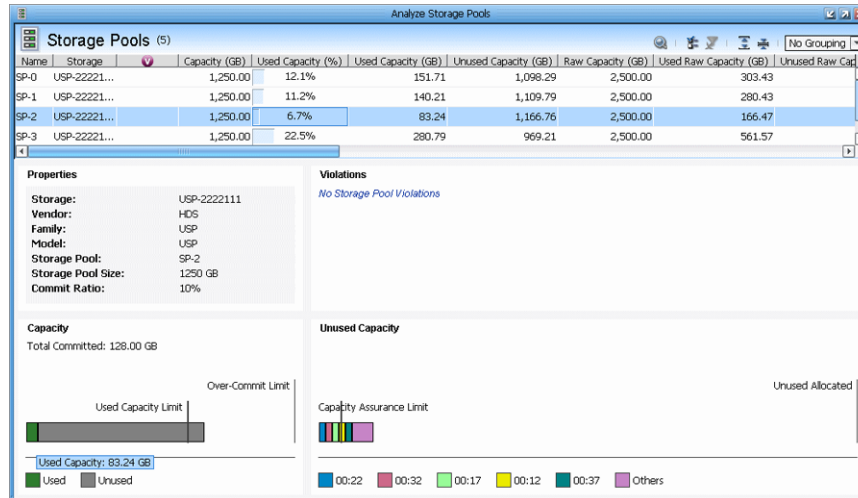 Analyze Storage Pools
Storage Pools (5)
No Grouping
Name Storage V Capacity (GB) Used Capacity (%) Used Capacity (GB) Unused Capacity (GB) Raw Capacity (GB) Used Raw Capacity (GB) Unused Raw Cap
SP-0 USP-22221... 1,250.00 12.1% 151.71 1,098.29 2,500.00 303.43
SP-1 USP-22221... 1,250.00 11.2% 140.21 1,109.79 2,500.00 280.43
SP-2 USP-22221... 1,250.00 6.7% 83.24 1,166.76 2,500.00 166.47
SP-3 USP-22221... 1,250.00 22.5% 280.79 969.21 2,500.00 561.57
Properties
Storage: USP-2222111
Vendor: HDS
Family: USP
Model: USP
Storage Pool: SP-2
Storage Pool Size: 1250 GB
Commit Ratio: 10%
Violations
No Storage Pool Violations
Capacity
Total Committed: 128.00 GB
Over-Commit Limit
Used Capacity Limit
Used Capacity: 83.24 GB
Used Unused
Unused Capacity
Unused Allocated
Capacity Assurance Limit
00:22 00:32 00:17 00:12 00:37 Others